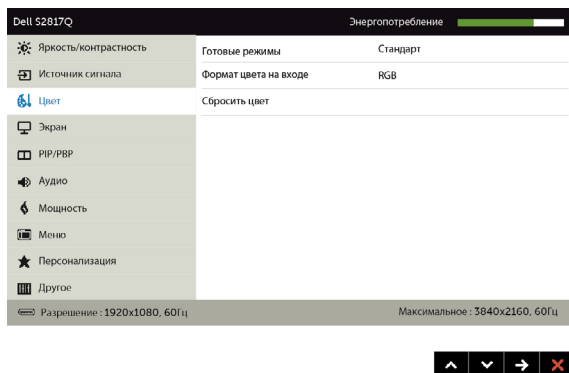 Dell S2817Q Энергопотребление
Яркость/контрастность Готовые режимы Стандарт
Источник сигнала Формат цвета на входе RGB
Цвет Сбросить цвет
Экран
PIP/PBP
Аудио
Мощность
Меню
Персонализация
Другое
Разрешение : 1920x1080, 60Гц Максимальное : 3840x2160, 60Гц